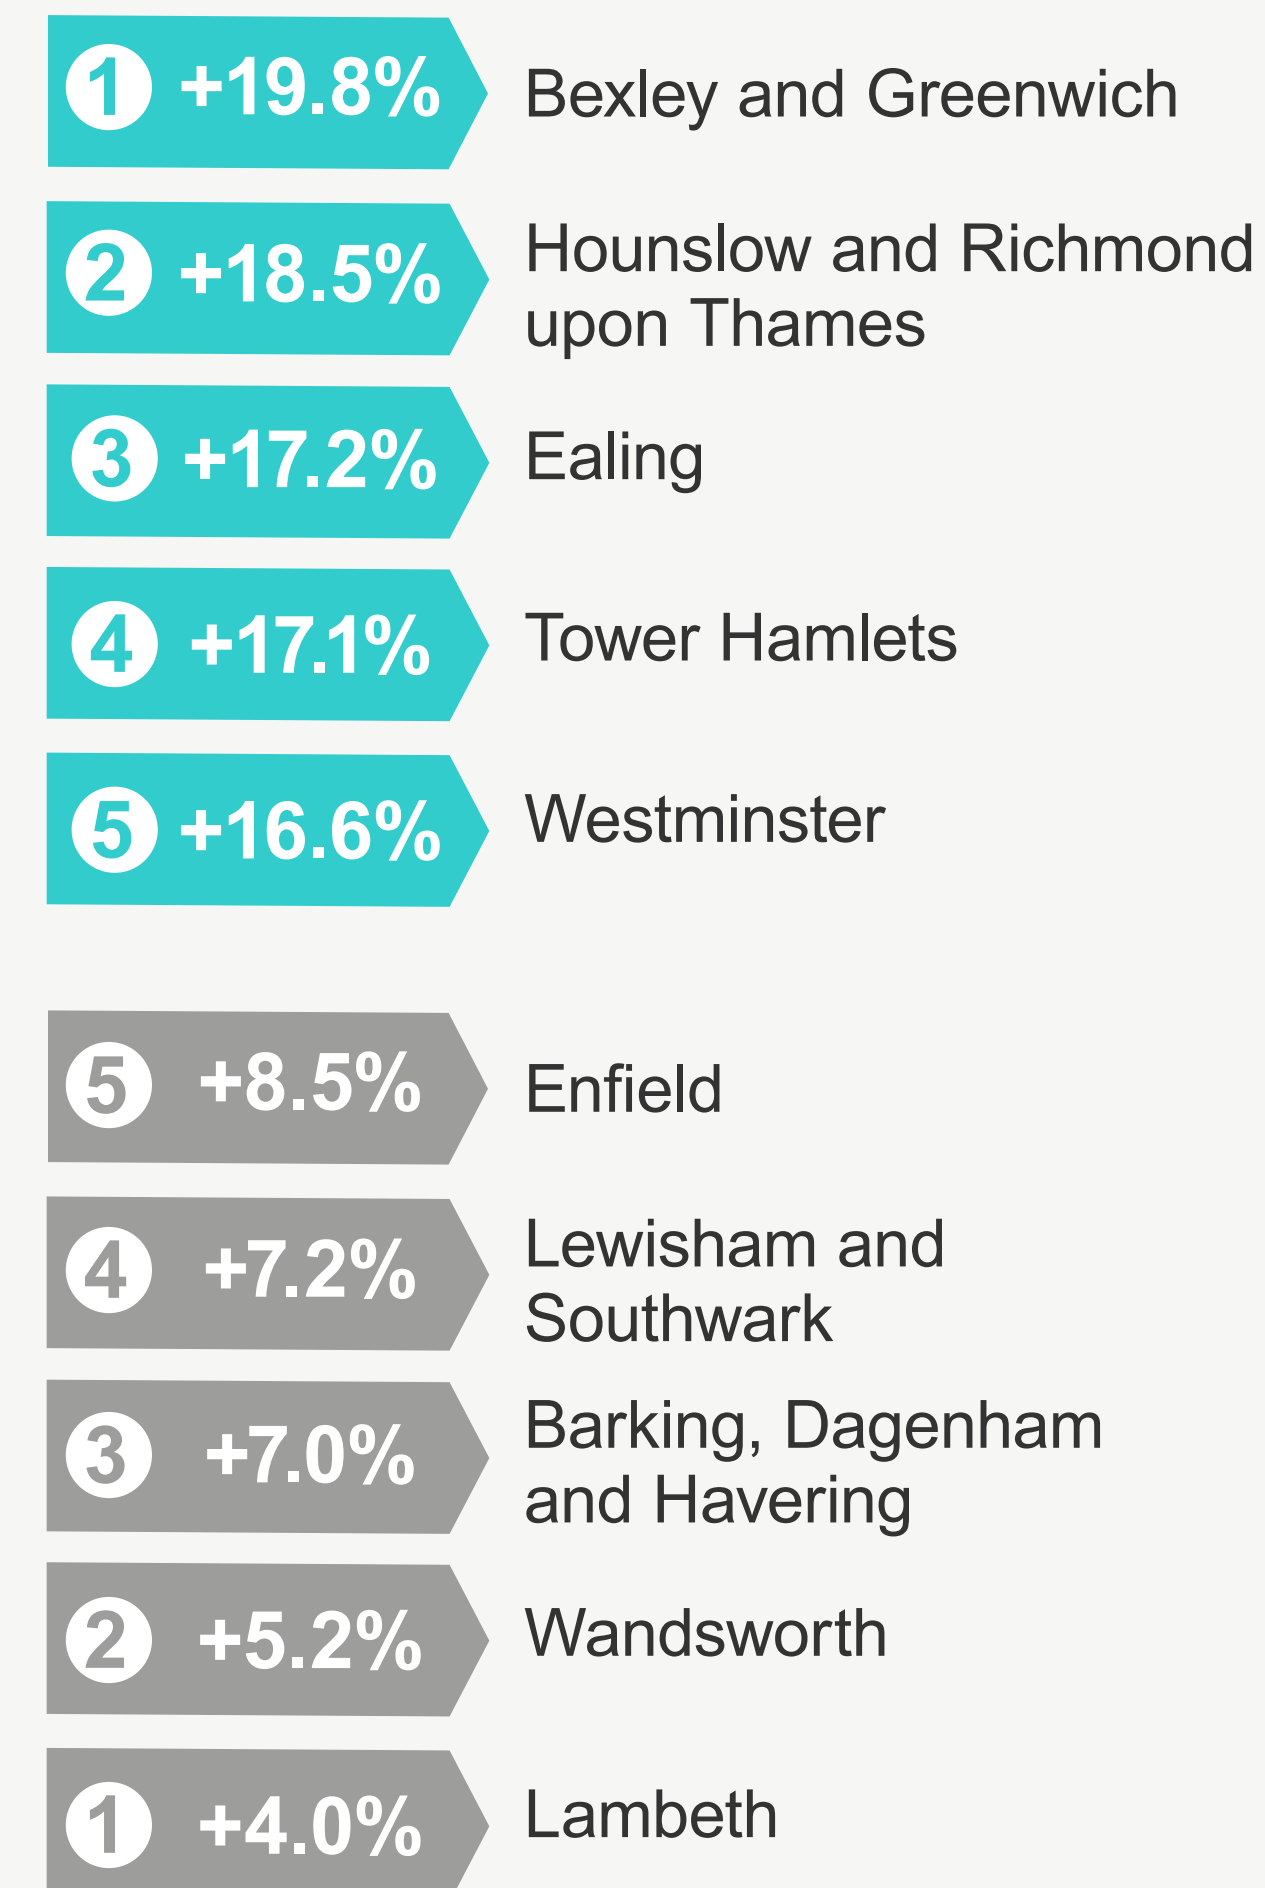 1 +19.8% Bexley and Greenwich
2 +18.5% Hounslow and Richmond
upon Thames
3 +17.2% Ealing
4 +17.1% Tower Hamlets
5 +16.6% Westminster
5 +8.5% Enfield
4 +7.2% Lewisham and
Southwark
3 +7.0% Barking, Dagenham
and Havering
2 +5.2% Wandsworth
1 +4.0% Lambeth